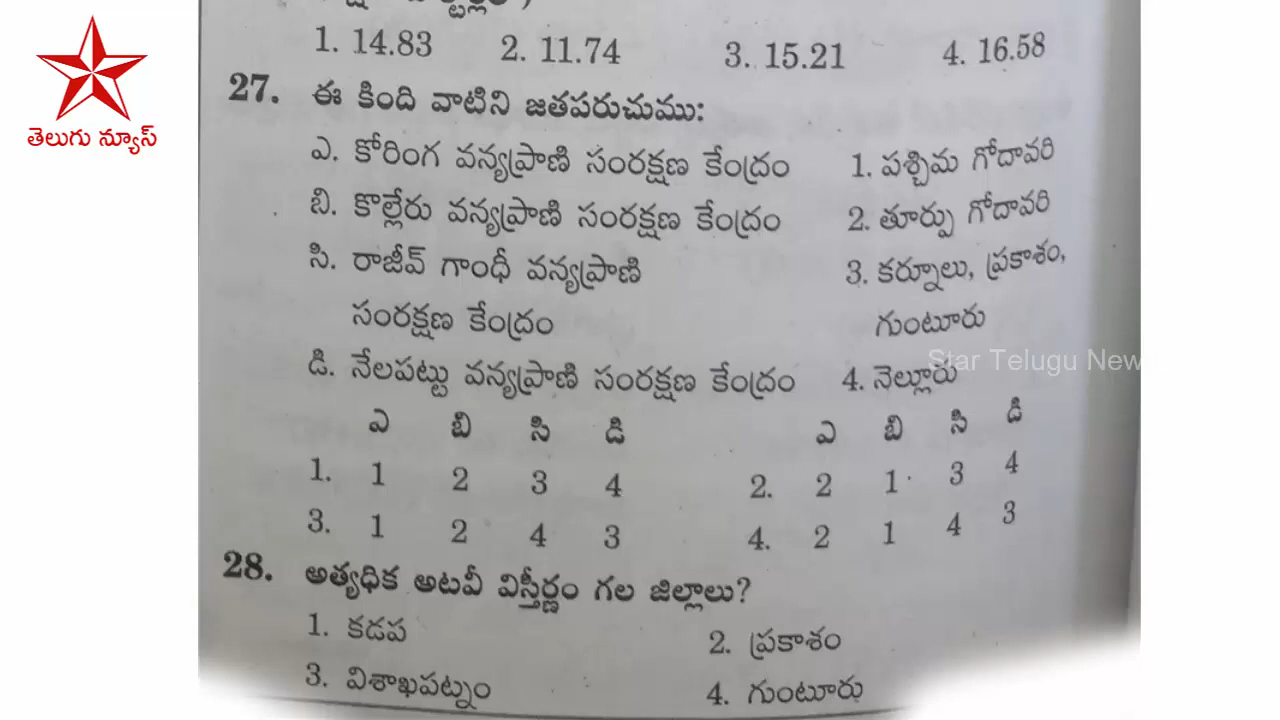 1. 14.83 2. 11.74 3. 15.21 4. 16.58
తెలుగు న్యూస్
27. ఈ కింది వాటిని జతపరుచుము:
ఎ. కోరింగ వన్యప్రాణి సంరక్షణ కేంద్రం 1. పశ్చిమ గోదావరి
బి. కొల్లేరు వన్యప్రాణి సంరక్షణ కేంద్రం 2. తూర్పు గోదావరి
సి. రాజీవ్ గాంధీ వన్యప్రాణి 3. కర్నూలు, ప్రకాశం,
సంరక్షణ కేంద్రం గుంటూరు
Star Telugu New
డి. నేలపట్టు వన్యప్రాణి సంరక్షణ కేంద్రం 4. నెల్లూరు
ఎ బి సి డి ఎ బి సి డి
1. 1 2 3 4 2. 2 1 3 4
3. 1 2 4 3 4. 2 1 4 3
28. అత్యధిక అటవీ విస్తీర్ణం గల జిల్లాలు?
1. కడప 2. ప్రకాశం
3. విశాఖపట్నం 4. గుంటూరు